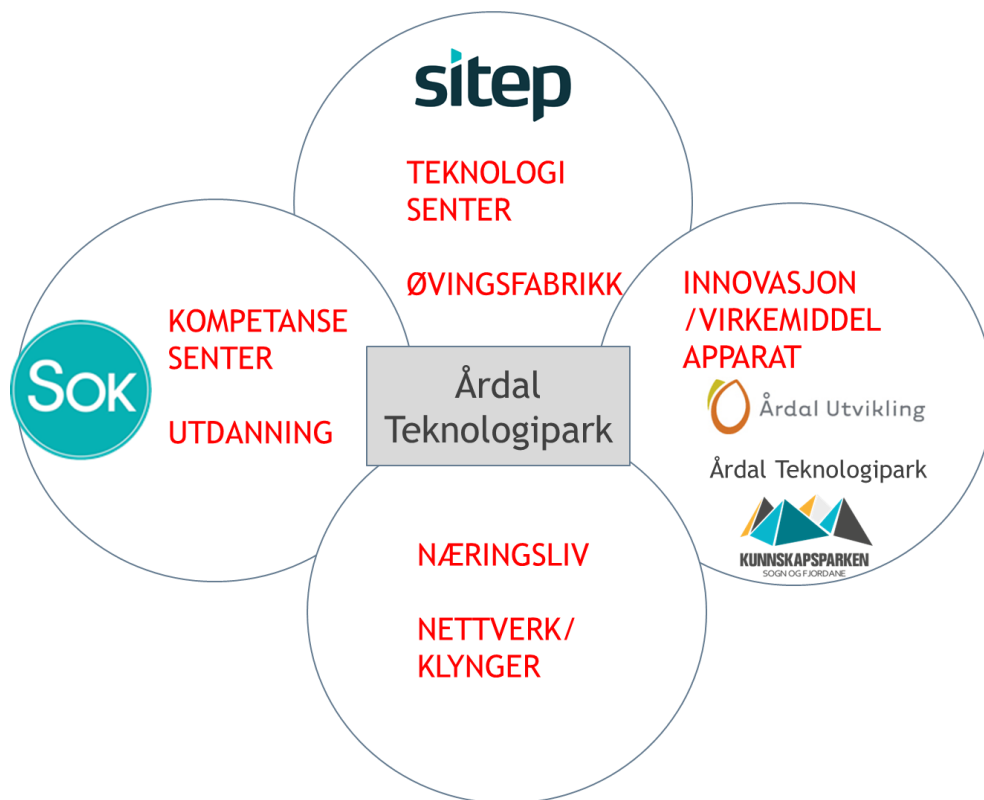 sitep
TEKNOLOGI
SENTER
ØVINGSFABRIKK
SOK
KOMPETANSE
SENTER
UTDANNING
Årdal
Teknologipark
INNOVASJON
/VIRKEMIDDEL
APPARAT
Årdal Utvikling
Årdal Teknologipark
KUNNSKAPSPARKEN
SOGN OG FJORDANE
NÆRINGSLIV
NETTVERK/
KLYNGER